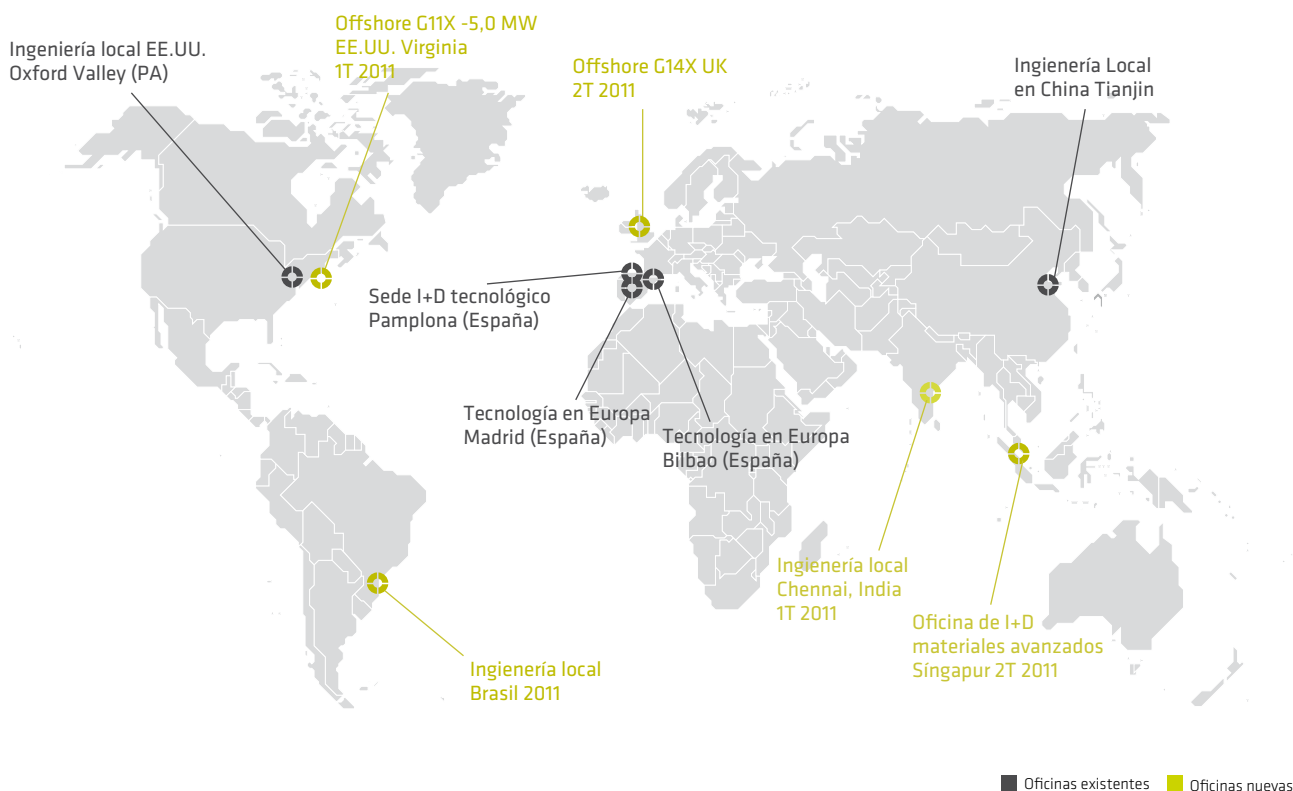 Offshore G11X -5,0 MW
EE.UU. Virginia
1T 2011
Ingeniería local EE.UU.
Oxford Valley (PA)
Offshore G14X UK
2T 2011
Ingienería Local
en China Tianjin
Sede I+D tecnológico
Pamplona (España)
Tecnología en Europa
Madrid (España)
Tecnología en Europa
Bilbao (España)
Ingienería local
Chennai, India
1T 2011
Oficina de I+D
materiales avanzados
Síngapur 2T 2011
Ingienería local
Brasil 2011
Oficinas existentes
Oficinas nuevas